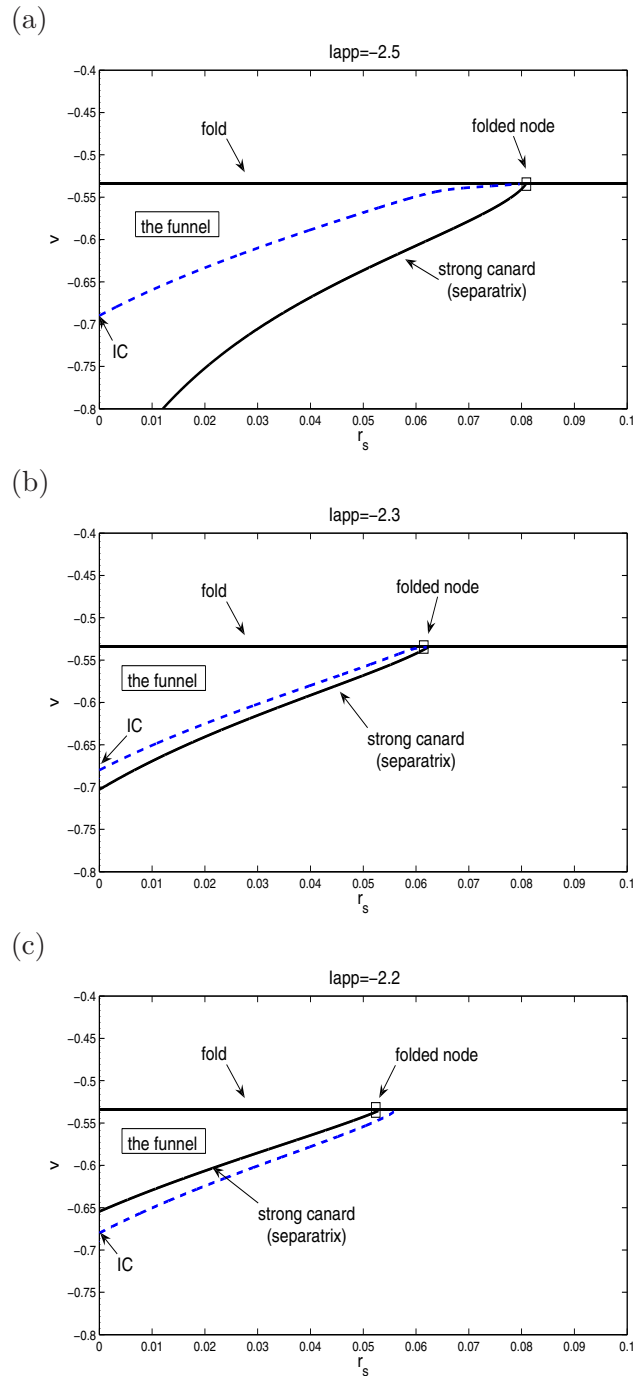 (a)
Iapp=−2.5
−0.4
−0.45
−0.5
−0.55
−0.6
−0.65
−0.7
−0.75
−0.8
v
fold
folded node
the funnel
strong canard
(separatrix)
IC
0
0.01
0.02
0.03
0.04
0.05
0.06
0.07
0.08
0.09
0.1
r_s
(b)
Iapp=−2.3
−0.4
−0.45
−0.5
−0.55
−0.6
−0.65
−0.7
−0.75
−0.8
v
fold
folded node
the funnel
IC
strong canard
(separatrix)
0
0.01
0.02
0.03
0.04
0.05
0.06
0.07
0.08
0.09
0.1
r_s
(c)
Iapp=−2.2
−0.4
−0.45
−0.5
−0.55
−0.6
−0.65
−0.7
−0.75
−0.8
v
fold
folded node
the funnel
strong canard
(separatrix)
IC
0
0.01
0.02
0.03
0.04
0.05
0.06
0.07
0.08
0.09
0.1
r_s